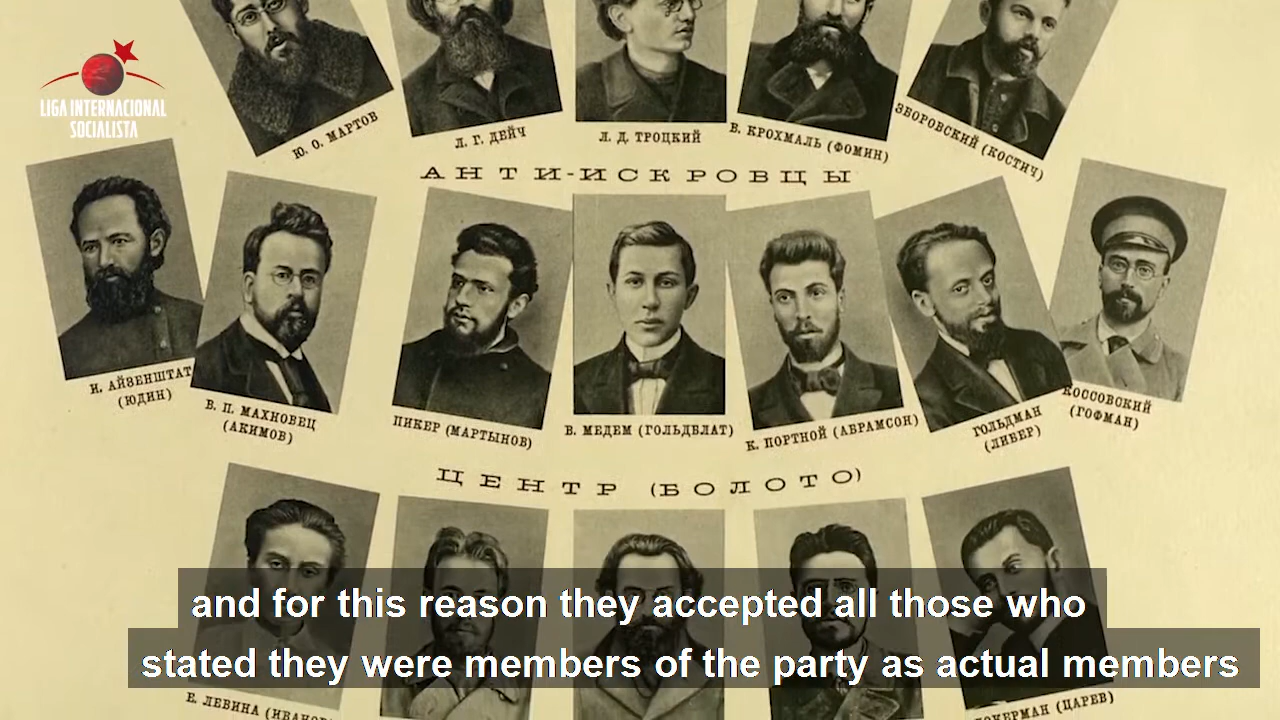 LIGA INTERNACIONAL
SOCIALISTA
Ю. О. МАРТОВ
Л. Г. ДЕЙЧ
Л. Д. ТРОЦКИЙ
В. КРОХМАЛЬ (ФОМИН)
ЗБОРОВСКИЙ (КОСТИЧ)
АНТИ-ИСКРОВЦЫ
И. АЙЗЕНШТАТ
(ЮДИН)
В. П. МАХНОВЕЦ
(АКИМОВ)
ПИКЕР (МАРТЫНОВ)
В. МЕДЕМ (ГОЛЬДБЛАТ)
К. ПОРТНОЙ (АБРАМСОН)
ГОЛЬДМАН
(ЛИБЕР)
КОССОВСКИЙ
(ГОФМАН)
ЦЕНТР (БОЛОТО)
and for this reason they accepted all those who
stated they were members of the party as actual members
Е. ЛЕВИНА
(ЦАРЕВ)